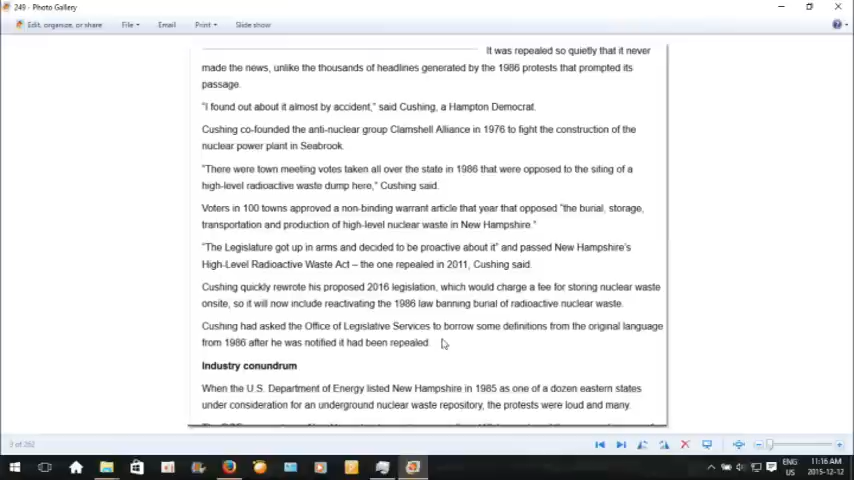 249 - Photo Gallery
Edit, organize, or share
File
Email
Print
Slide show
It was repealed so quietly that it never
made the news, unlike the thousands of headlines generated by the 1986 protests that prompted its
passage.
"I found out about it almost by accident," said Cushing, a Hampton Democrat.
Cushing co-founded the anti-nuclear group Clamshell Alliance in 1976 to fight the construction of the
nuclear power plant in Seabrook.
"There were town meeting votes taken all over the state in 1986 that were opposed to the siting of a
high-level radioactive waste dump here," Cushing said.
Voters in 100 towns approved a non-binding warrant article that year that opposed "the burial, storage,
transportation and production of high-level nuclear waste in New Hampshire."
"The Legislature got up in arms and decided to be proactive about it" and passed New Hampshire's
High-Level Radioactive Waste Act – the one repealed in 2011, Cushing said.
Cushing quickly rewrote his proposed 2016 legislation, which would charge a fee for storing nuclear waste
onsite, so it will now include reactivating the 1986 law banning burial of radioactive nuclear waste.
Cushing had asked the Office of Legislative Services to borrow some definitions from the original language
from 1986 after he was notified it had been repealed.
Industry conundrum
When the U.S. Department of Energy listed New Hampshire in 1985 as one of a dozen eastern states
under consideration for an underground nuclear waste repository, the protests were loud and many.
of 282
ENG
US
11:16 AM
2015-12-12